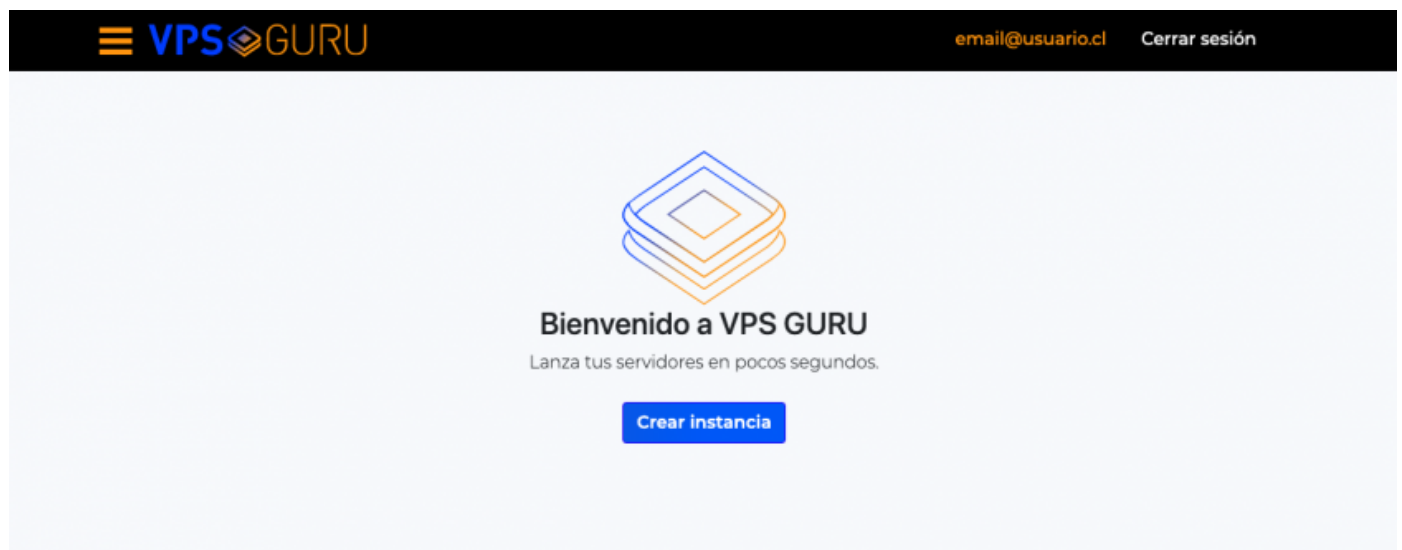 VPS GURU
email@usuario.cl
Cerrar sesión
Bienvenido a VPS GURU
Lanza tus servidores en pocos segundos.
Crear instancia